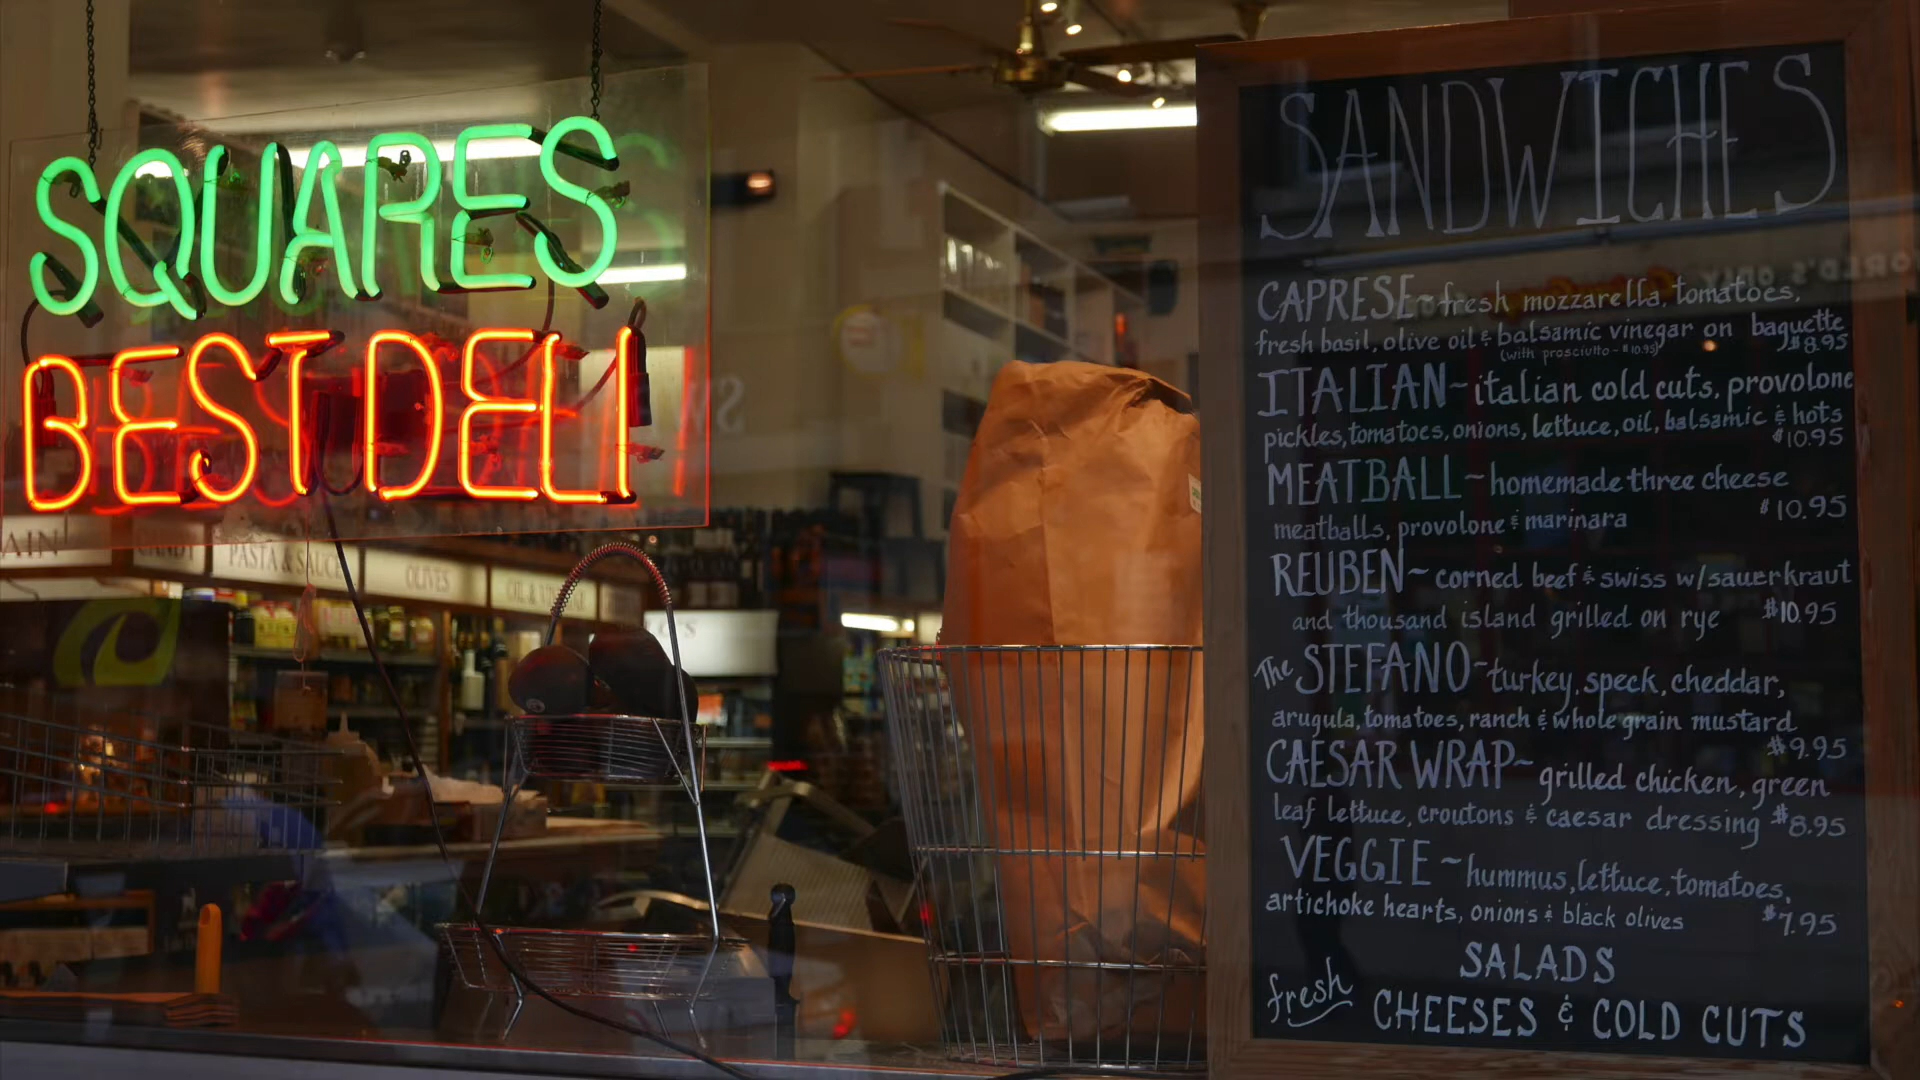 SQUARES
BEST DELI
PASTA & SAUCE
OLIVES
SANDWICHES
CAPRESE~fresh mozzarella, tomatoes,
fresh basil, olive oil & balsamic vinegar on baguette
(with prosciutto-$10.95) $8.95
ITALIAN~italian cold cuts, provolone
pickles, tomatoes, onions, lettuce, oil, balsamic & hots
$10.95
MEATBALL~homemade three cheese
meatballs, provolone & marinara $10.95
REUBEN~corned beef & swiss w/sauerkraut
and thousand island grilled on rye $10.95
The STEFANO~turkey, speck, cheddar,
arugula, tomatoes, ranch & whole grain mustard
$9.95
CAESAR WRAP~grilled chicken, green
leaf lettuce, croutons & caesar dressing $8.95
VEGGIE~hummus, lettuce, tomatoes,
artichoke hearts, onions & black olives $7.95
SALADS
fresh CHEESES & COLD CUTS